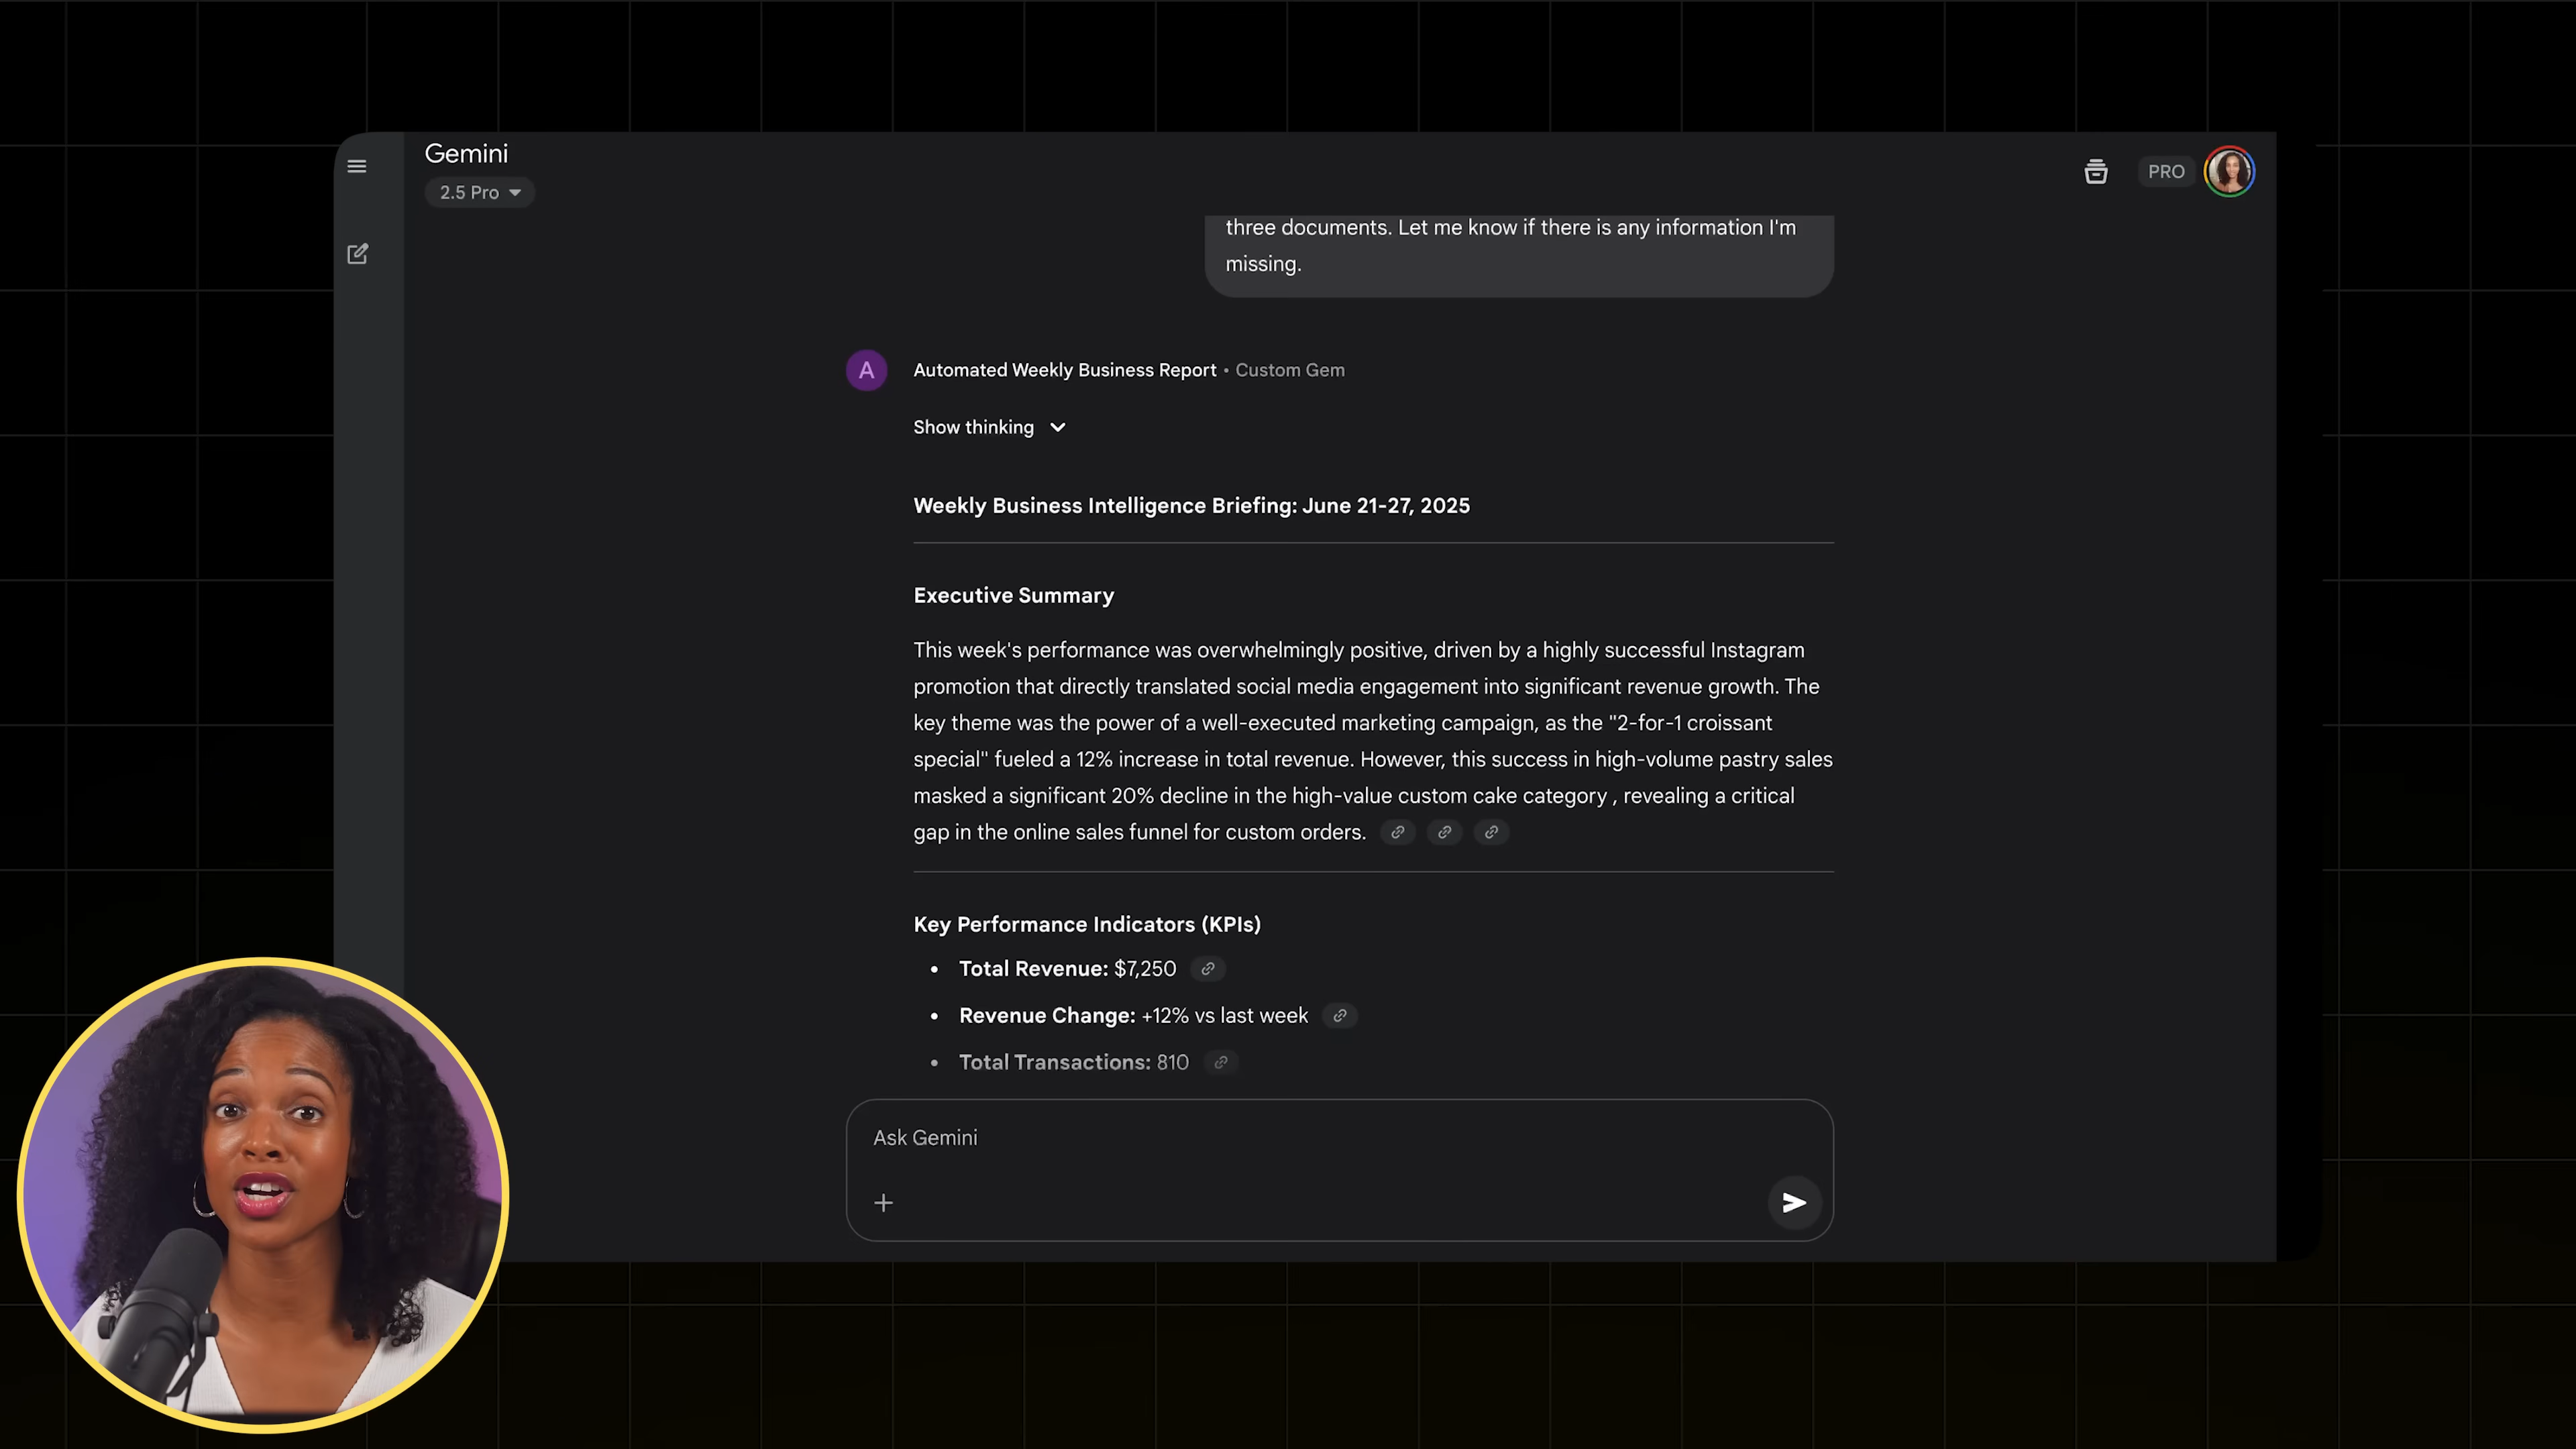 Gemini
2.5 Pro
PRO
three documents. Let me know if there is any information I'm
missing.
A
Automated Weekly Business Report • Custom Gem
Show thinking
Weekly Business Intelligence Briefing: June 21-27, 2025
Executive Summary
This week's performance was overwhelmingly positive, driven by a highly successful Instagram
promotion that directly translated social media engagement into significant revenue growth. The
key theme was the power of a well-executed marketing campaign, as the "2-for-1 croissant
special" fueled a 12% increase in total revenue. However, this success in high-volume pastry sales
masked a significant 20% decline in the high-value custom cake category , revealing a critical
gap in the online sales funnel for custom orders.
Key Performance Indicators (KPIs)
• Total Revenue: $7,250
• Revenue Change: +12% vs last week
• Total Transactions: 810
Ask Gemini